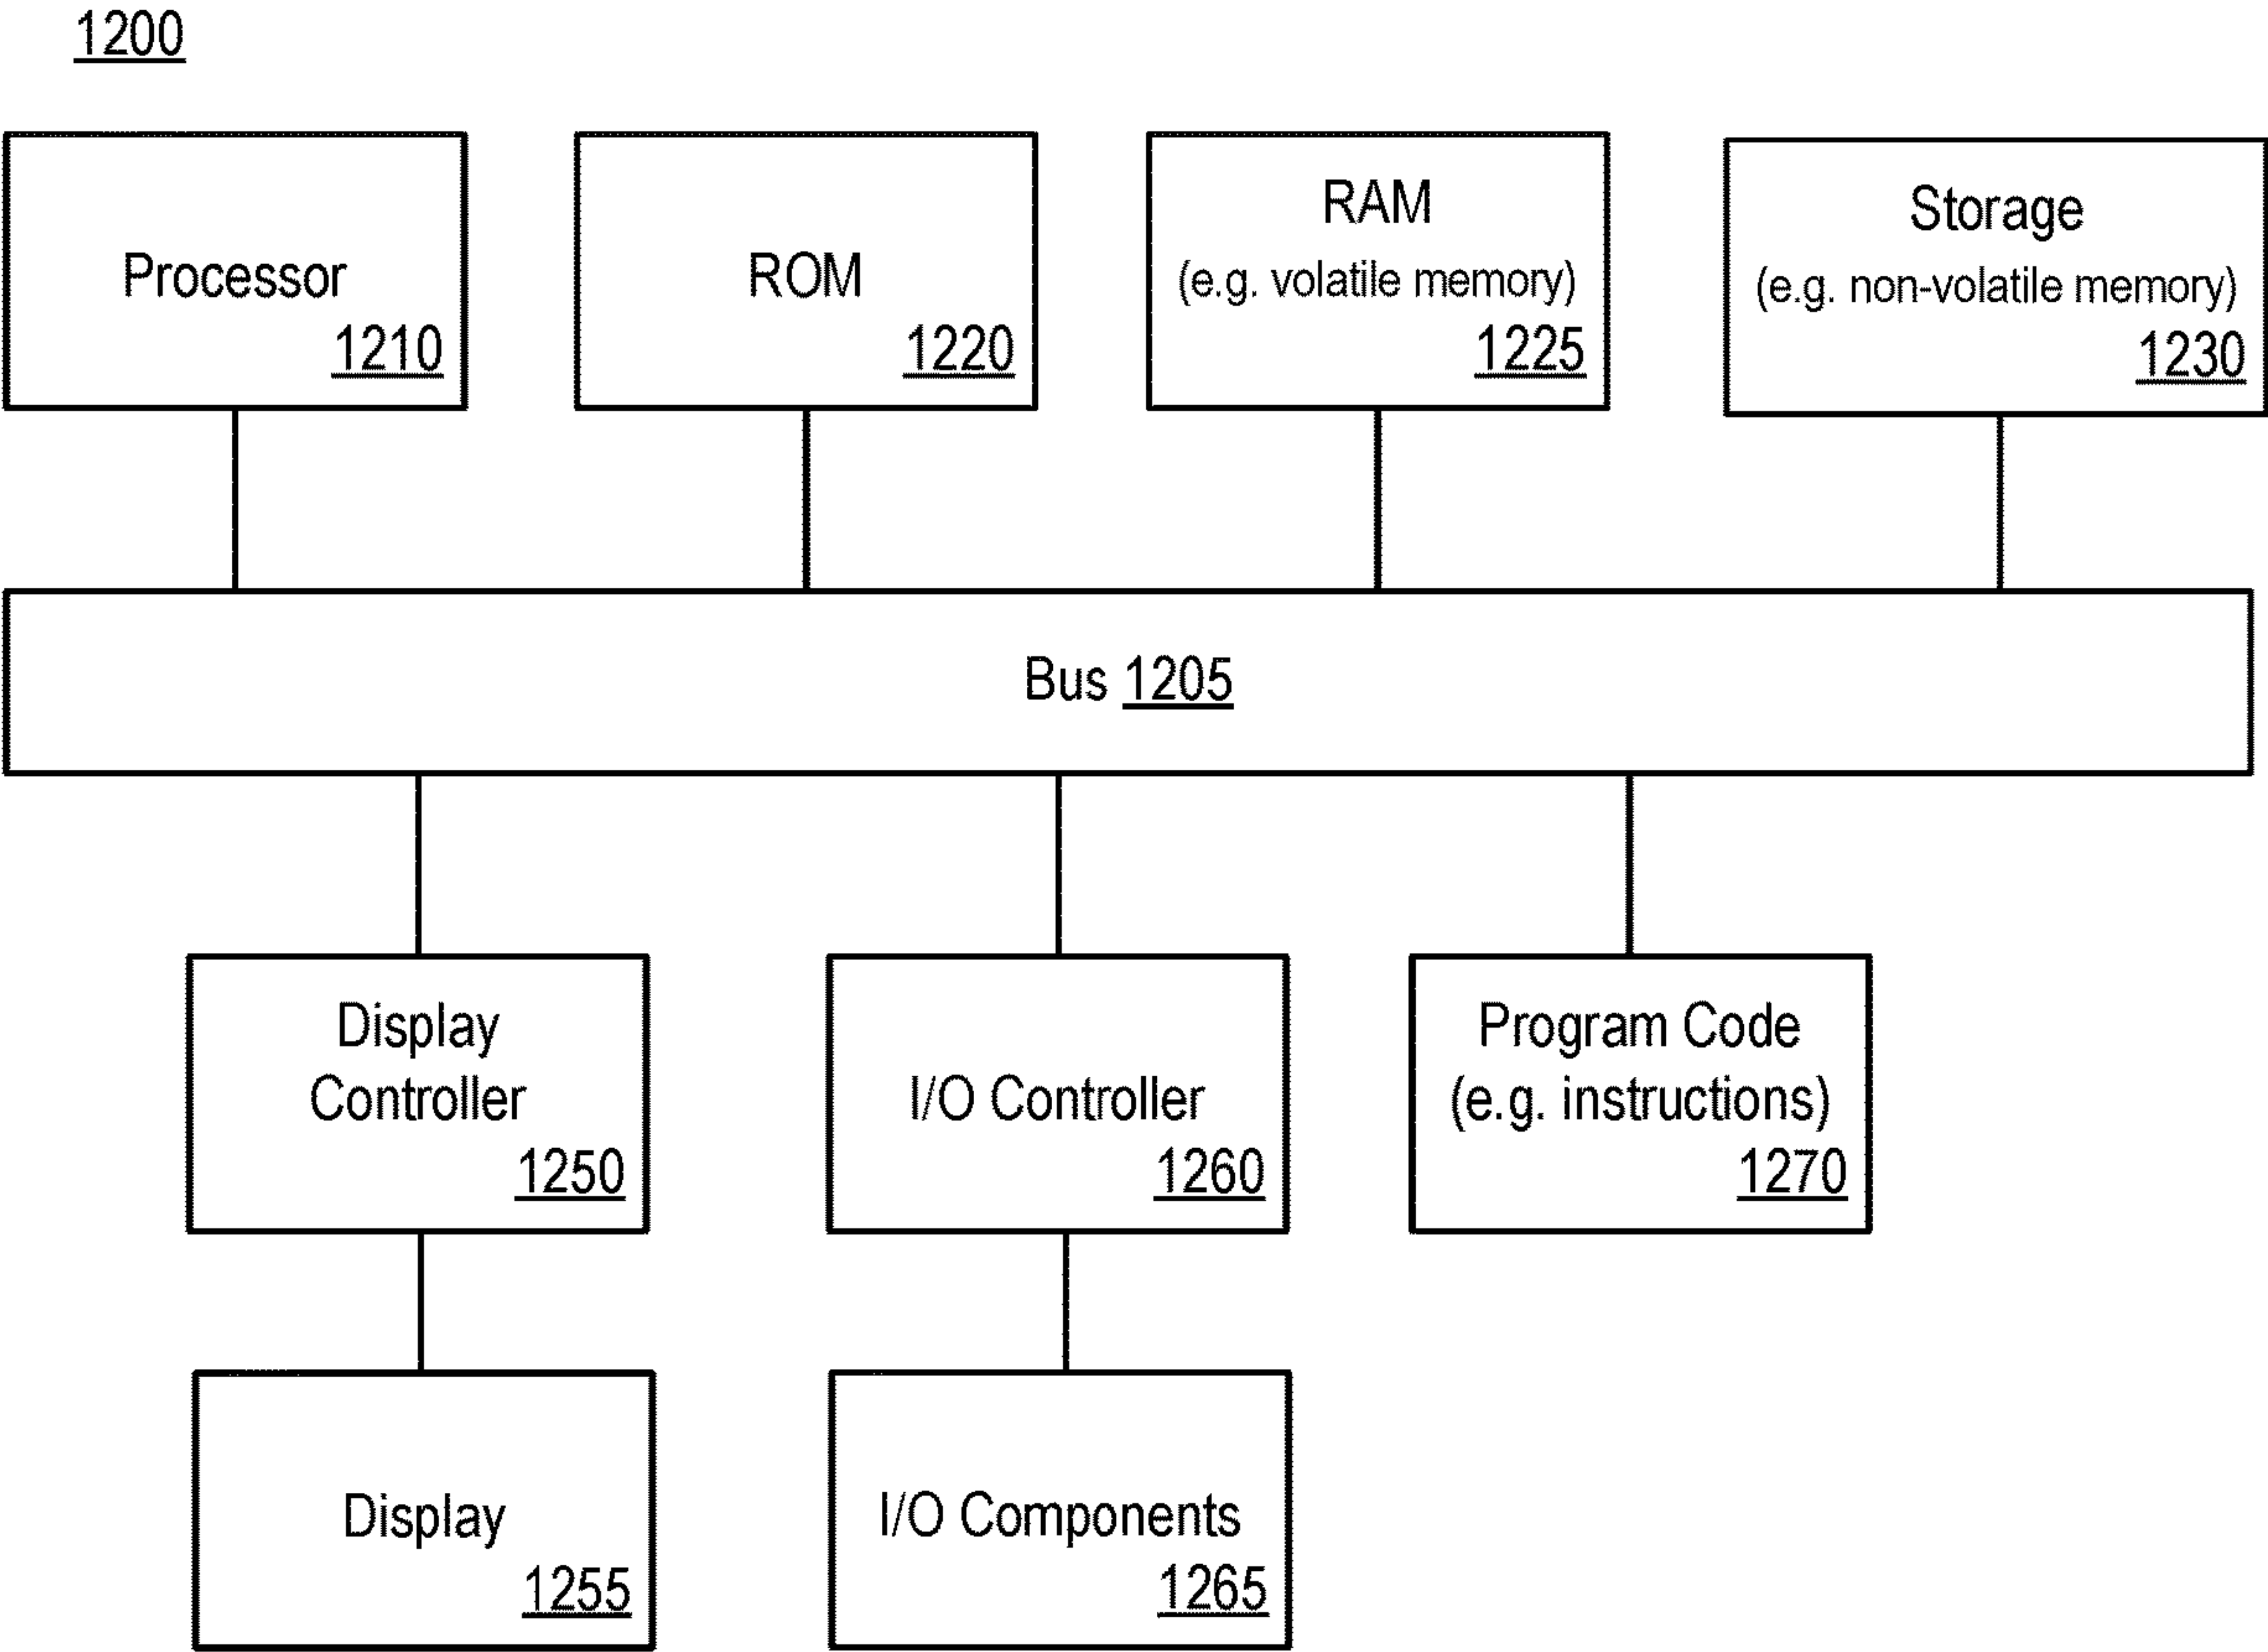 1200
Processor
1210
ROM
1220
RAM
(e.g. volatile memory)
1225
Storage
(e.g. non-volatile memory)
1230
Bus 1205
Display
Controller
1250
I/O Controller
1260
Program Code
(e.g. instructions)
1270
Display
1255
I/O Components
1265